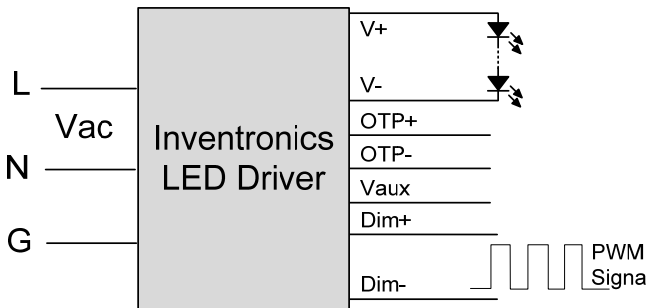 L
Vac
N
G
Inventronics
LED Driver
V+
V-
OTP+
OTP-
Vaux
Dim+
Dim-
PWM
Signa